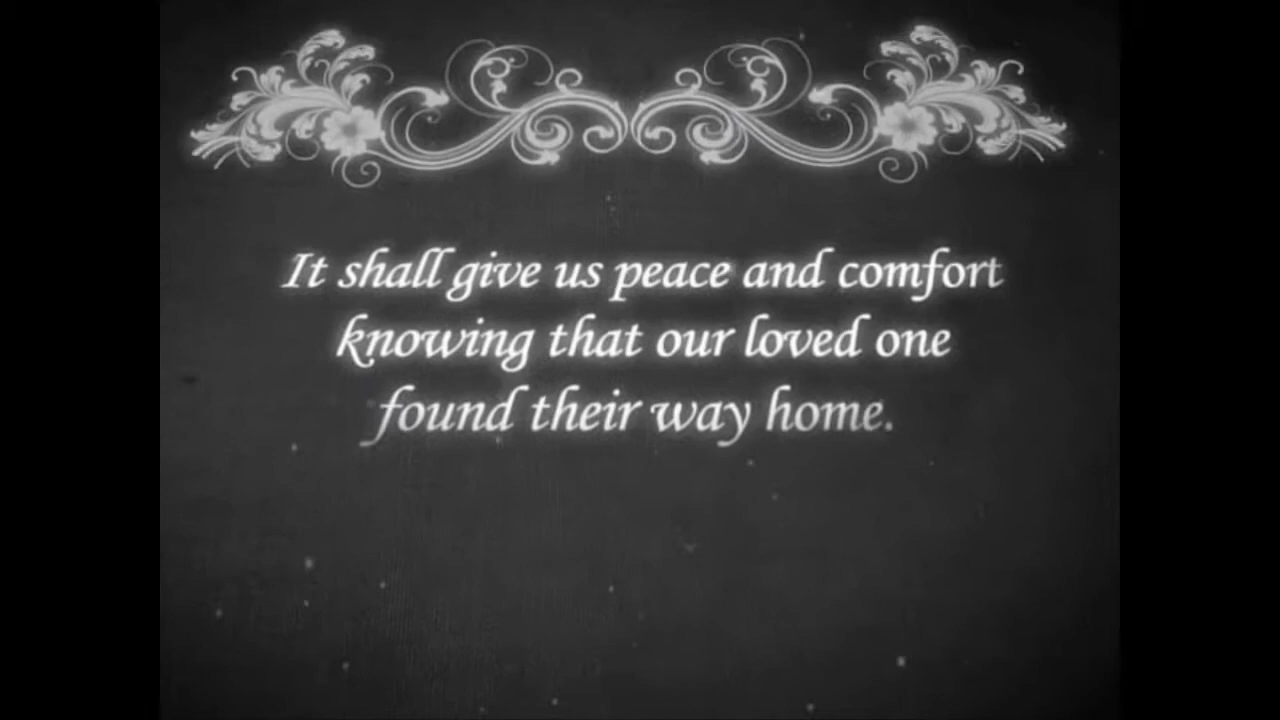 It shall give us peace and comfort
knowing that our loved one
found their way home.